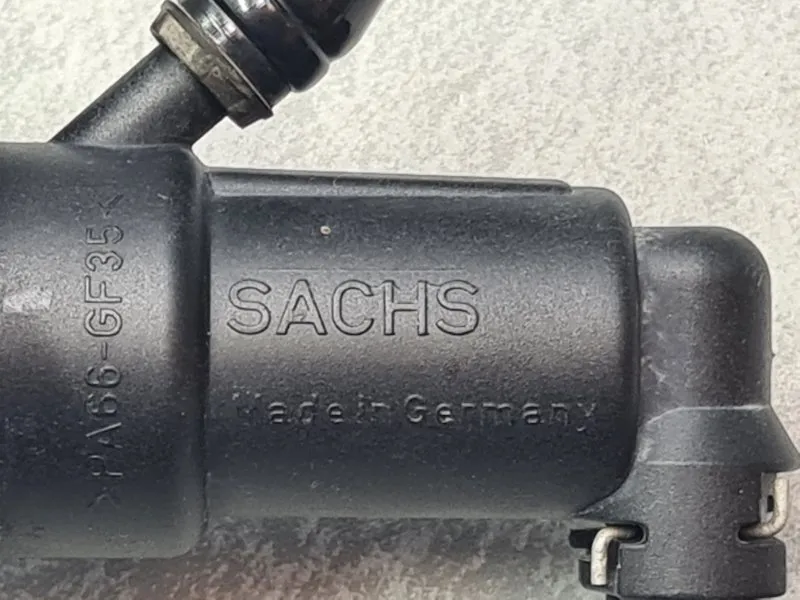 >PA66-GF35<
SACHS
Made in Germany